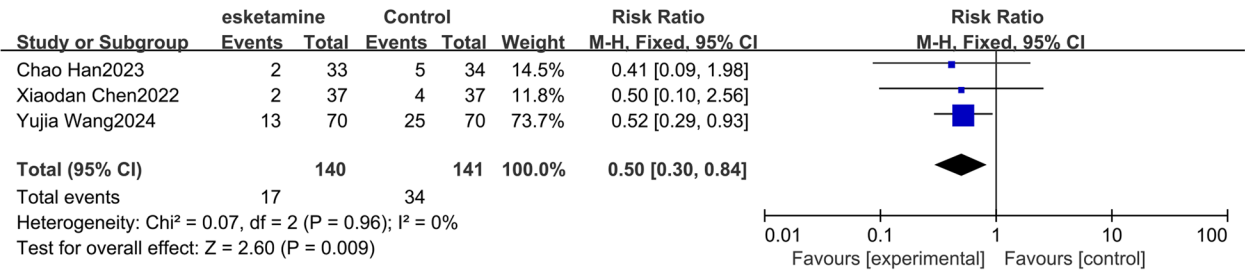 esketamine Control Risk Ratio Risk Ratio
Study or Subgroup Events Total Events Total Weight M-H, Fixed, 95% CI M-H, Fixed, 95% CI
Chao Han2023 2 33 5 34 14.5% 0.41 [0.09, 1.98]
Xiaodan Chen2022 2 37 4 37 11.8% 0.50 [0.10, 2.56]
Yujia Wang2024 13 70 25 70 73.7% 0.52 [0.29, 0.93]
Total (95% CI) 140 141 100.0% 0.50 [0.30, 0.84]
Total events 17 34
Heterogeneity: Chi² = 0.07, df = 2 (P = 0.96); I² = 0%
Test for overall effect: Z = 2.60 (P = 0.009)
0.01 0.1 1 10 100
Favours [experimental] Favours [control]